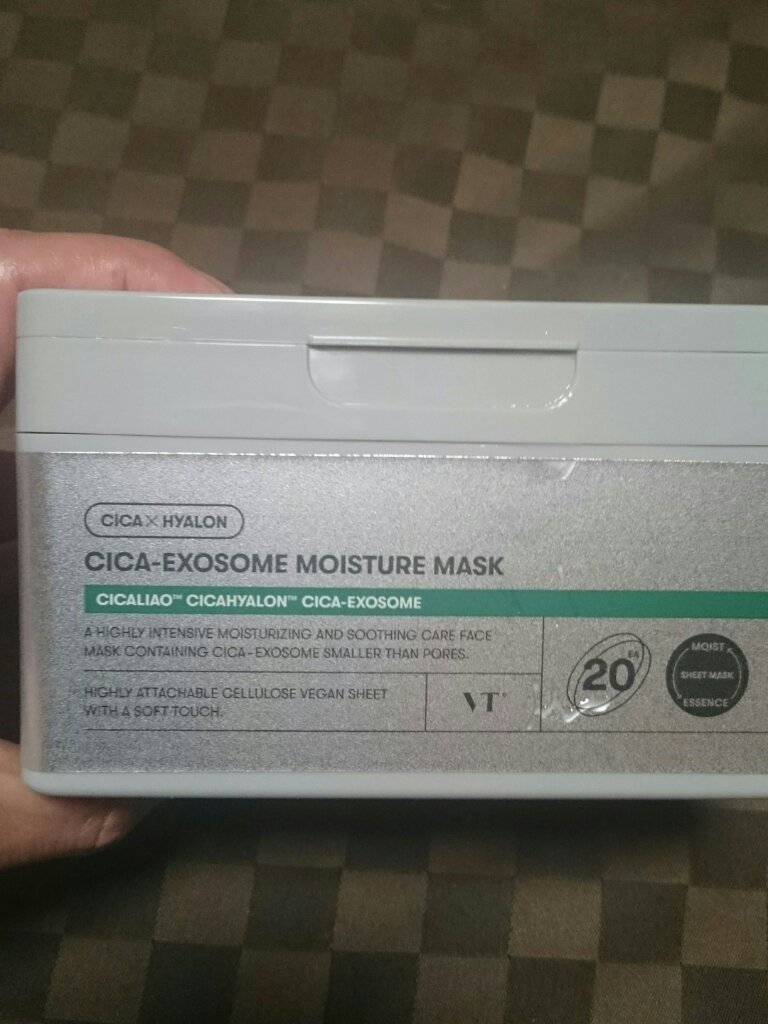 CICA × HYALON
CICA-EXOSOME MOISTURE MASK
CICALIAO™ CICAHYALON™ CICA-EXOSOME
A HIGHLY INTENSIVE MOISTURIZING AND SOOTHING CARE FACE
MASK CONTAINING CICA-EXOSOME SMALLER THAN PORES.
HIGHLY ATTACHABLE CELLULOSE VEGAN SHEET
WITH A SOFT TOUCH.
VT®
20 EA
MOIST
SHEET MASK
ESSENCE